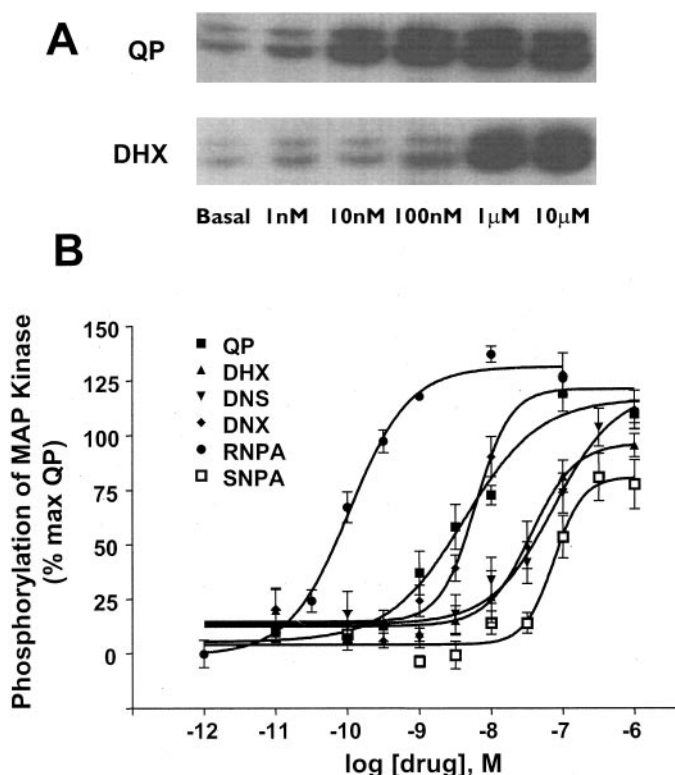 A
QP
DHX
Basal 1nM 10nM 100nM 1μM 10μM
B
Phosphorylation of MAP Kinase
(% max QP)
150
125
100
75
50
25
0
QP
DHX
DNS
DNX
RNPA
SNPA
-12 -11 -10 -9 -8 -7 -6
log [drug], M